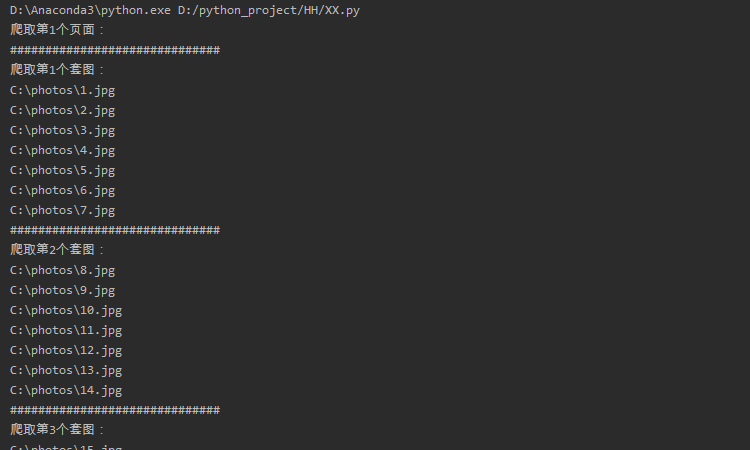 D:\Anaconda3\python.exe D:/python_project/HH/XX.py
爬取第1个页面：
##############################
爬取第1个套图：
C:\photos\1.jpg
C:\photos\2.jpg
C:\photos\3.jpg
C:\photos\4.jpg
C:\photos\5.jpg
C:\photos\6.jpg
C:\photos\7.jpg
##############################
爬取第2个套图：
C:\photos\8.jpg
C:\photos\9.jpg
C:\photos\10.jpg
C:\photos\11.jpg
C:\photos\12.jpg
C:\photos\13.jpg
C:\photos\14.jpg
##############################
爬取第3个套图：
C:\photos\15.jpg